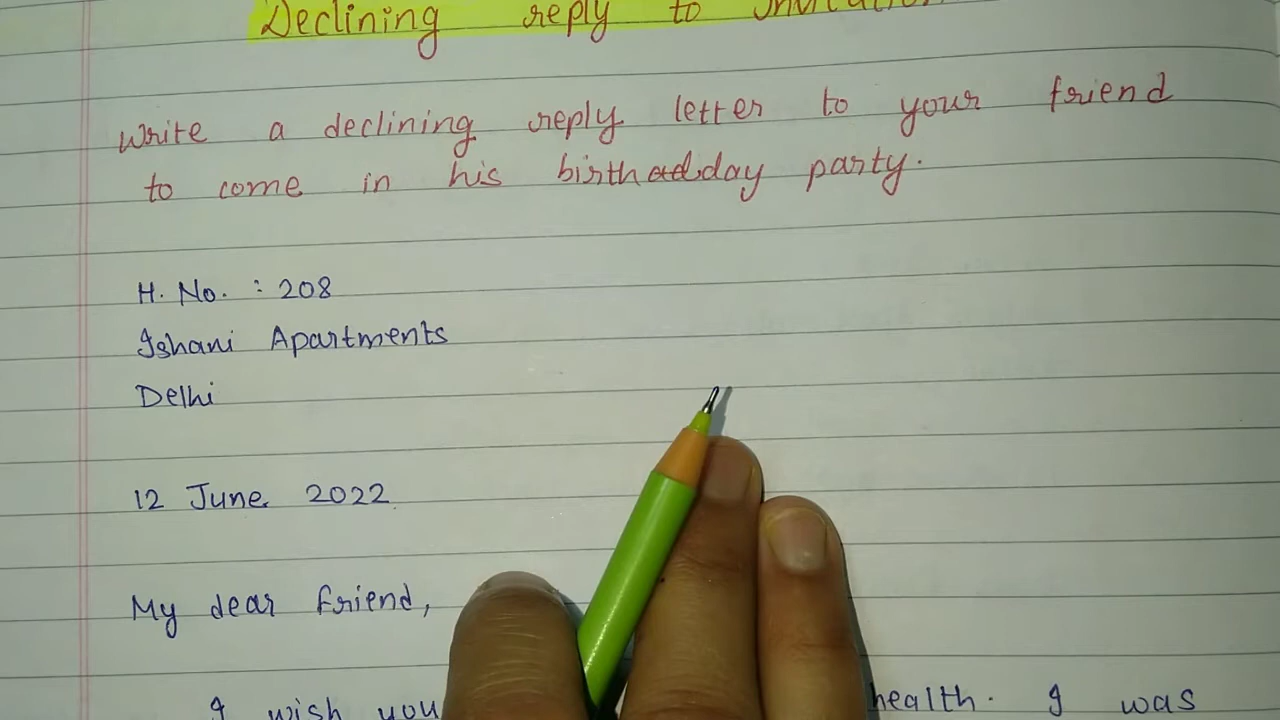 Declining reply to invitation
Write a declining reply letter to your friend
to come in his birthday party.
H. No. : 208
Ishani Apartments
Delhi
12 June 2022
My dear friend,
I wish you health. I was